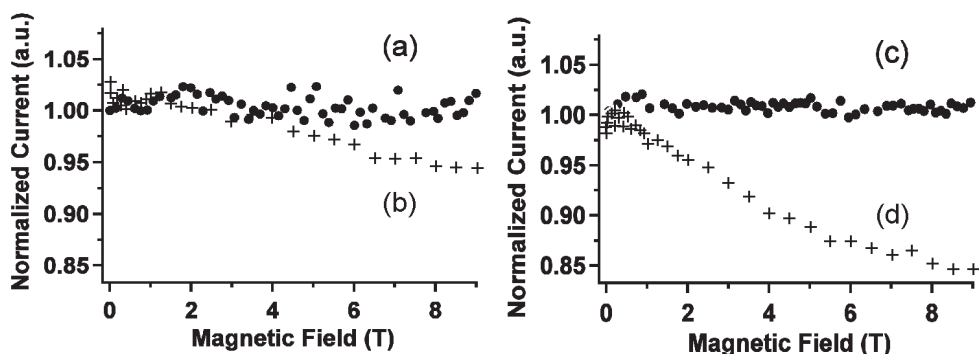 Normalized Current (a.u.)
1.05
1.00
0.95
0.90
0.85
(a)
(b)
0 2 4 6 8
Magnetic Field (T)
Normalized Current (a.u.)
1.05
1.00
0.95
0.90
0.85
(c)
(d)
0 2 4 6 8
Magnetic Field (T)